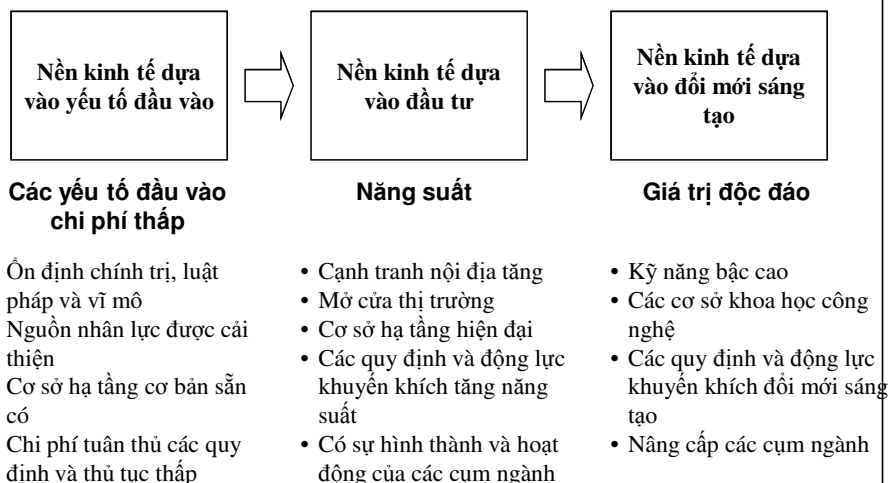 Nền kinh tế dựa
vào yếu tố đầu vào
Nền kinh tế dựa
vào đầu tư
Nền kinh tế dựa
vào đổi mới sáng
tạo
Các yếu tố đầu vào
chi phí thấp
Năng suất
Giá trị độc đáo
Ổn định chính trị, luật
pháp và vĩ mô
Nguồn nhân lực được cải
thiện
Cơ sở hạ tầng cơ bản sẵn
có
Chi phí tuân thủ các quy
định và thủ tục thấp
• Cạnh tranh nội địa tăng
• Mở cửa thị trường
• Cơ sở hạ tầng hiện đại
• Các quy định và động lực
khuyến khích tăng năng
suất
• Có sự hình thành và hoạt
động của các cụm ngành
• Kỹ năng bậc cao
• Các cơ sở khoa học công
nghệ
• Các quy định và động lực
khuyến khích đổi mới sáng
tạo
• Nâng cấp các cụm ngành